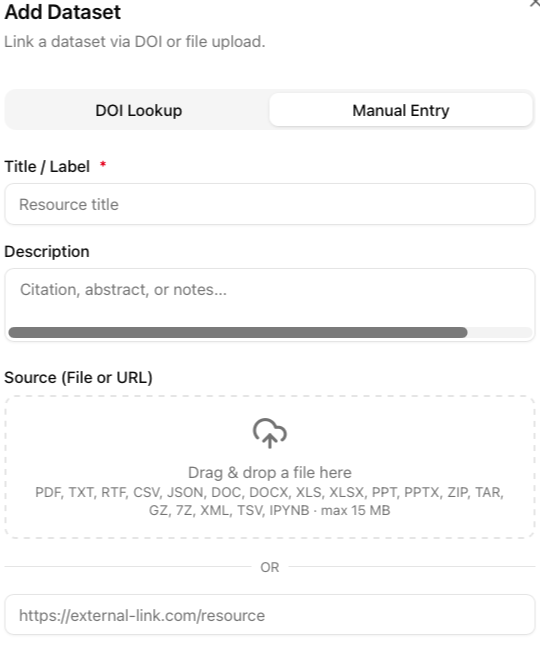 Add Dataset
Link a dataset via DOI or file upload.
DOI Lookup
Manual Entry
Title / Label *
Resource title
Description
Citation, abstract, or notes...
Source (File or URL)
Drag & drop a file here
PDF, TXT, RTF, CSV, JSON, DOC, DOCX, XLS, XLSX, PPT, PPTX, ZIP, TAR,
GZ, 7Z, XML, TSV, IPYNB · max 15 MB
OR
https://external-link.com/resource